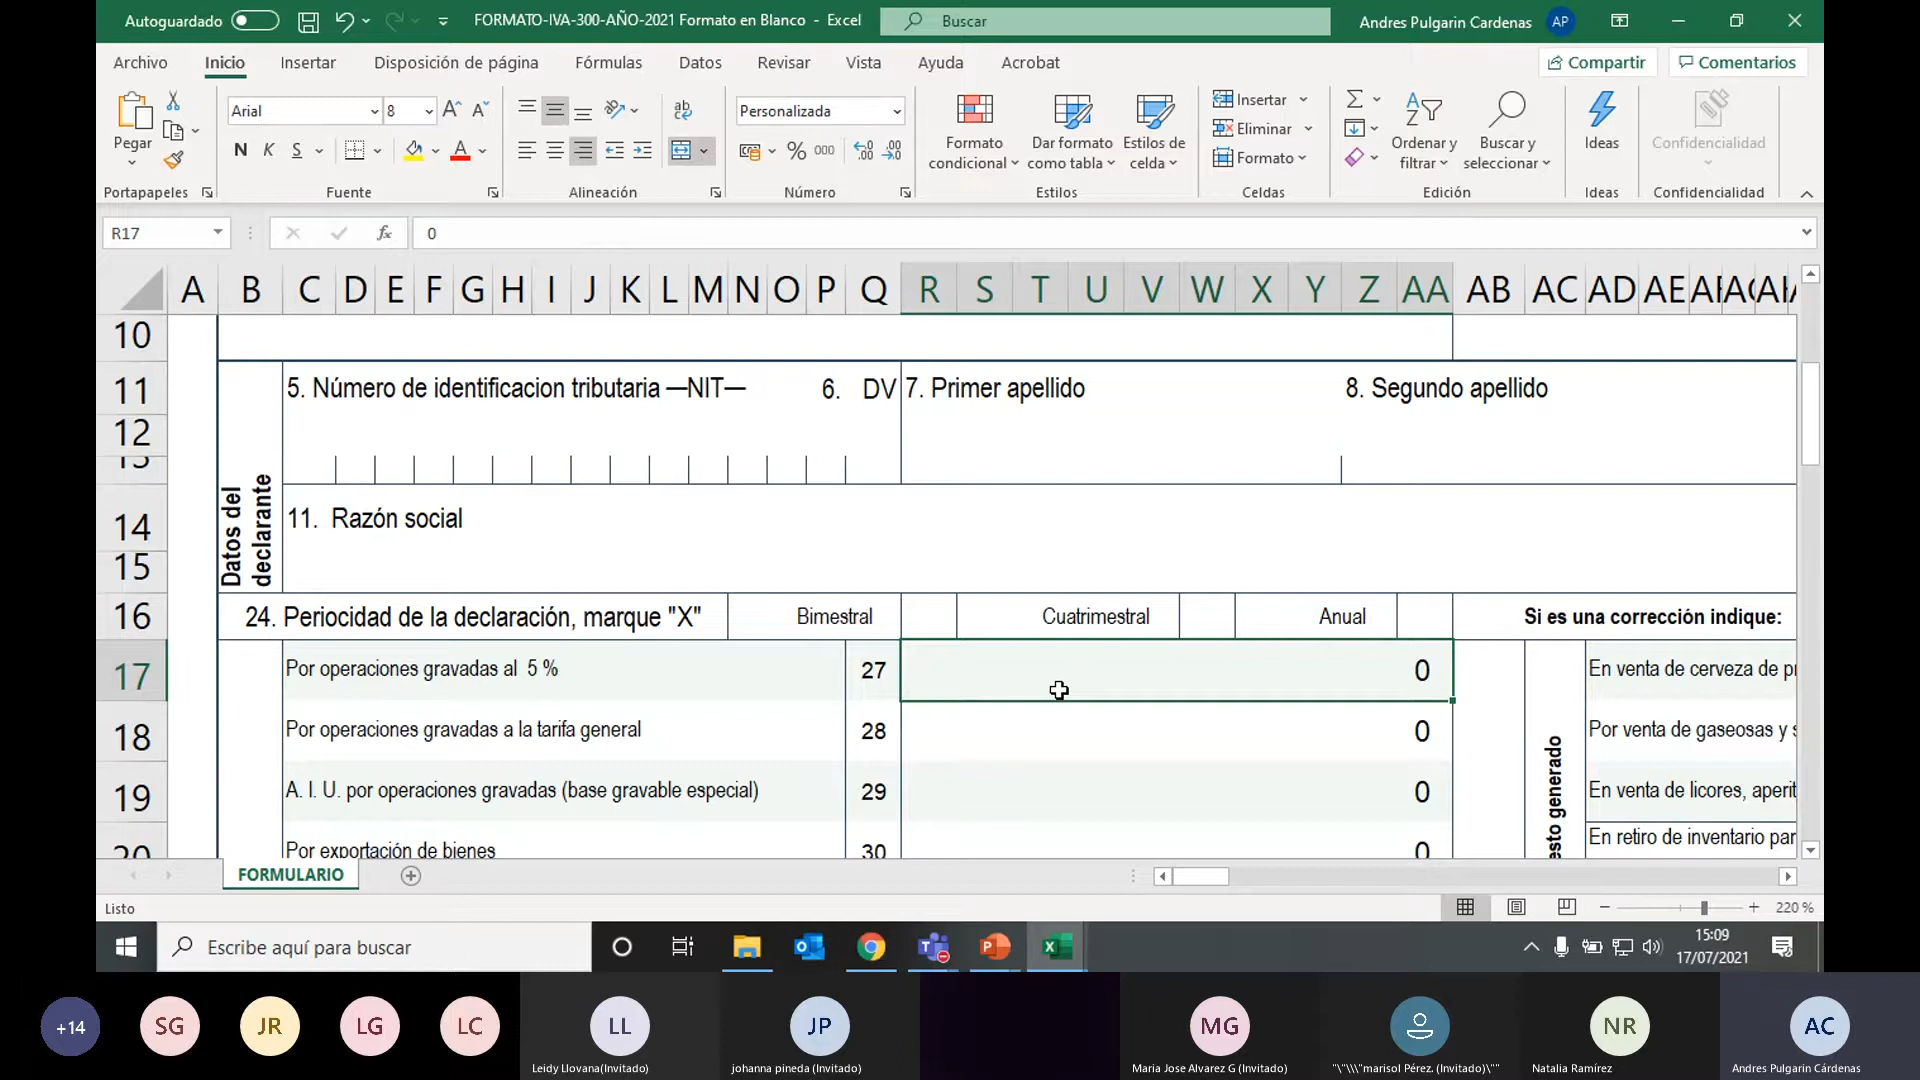 Autoguardado
FORMATO-IVA-300-AÑO-2021 Formato en Blanco - Excel
Buscar
Andres Pulgarin Cardenas
AP
Archivo
Inicio
Insertar
Disposición de página
Fórmulas
Datos
Revisar
Vista
Ayuda
Acrobat
Compartir
Comentarios
Pegar
Portapapeles
Arial
8
N K S
Fuente
Alineación
Personalizada
% 000
Número
Formato condicional
Dar formato como tabla
Estilos de celda
Estilos
Insertar
Eliminar
Formato
Celdas
Ordenar y filtrar
Buscar y seleccionar
Edición
Ideas
Ideas
Confidencialidad
Confidencialidad
R17
fx
0
A B C D E F G H I J K L M N O P Q R S T U V W X Y Z AA AB AC AD AE
10
11
5. Número de identificacion tributaria —NIT—
6. DV
7. Primer apellido
8. Segundo apellido
12
13
Datos del declarante
14
11. Razón social
15
16
24. Periocidad de la declaración, marque "X"
Bimestral
Cuatrimestral
Anual
Si es una corrección indique:
17
Por operaciones gravadas al 5 %
27
0
En venta de cerveza de
18
Por operaciones gravadas a la tarifa general
28
0
Por venta de gaseosas y
19
A. I. U. por operaciones gravadas (base gravable especial)
29
0
En venta de licores,
20
Por exportación de bienes
30
0
En retiro de inventario
generado
FORMULARIO
Listo
220 %
Escribe aquí para buscar
15:09
17/07/2021
+14
SG
JR
LG
LC
LL
Leidy Llovana(Invitado)
JP
johanna pineda (Invitado)
MG
Maria Jose Alvarez G (Invitado)
"\"\\\"marisol Pérez. (Invitado)\""
NR
Natalia Ramírez
AC
Andres Pulgarin Cárdenas